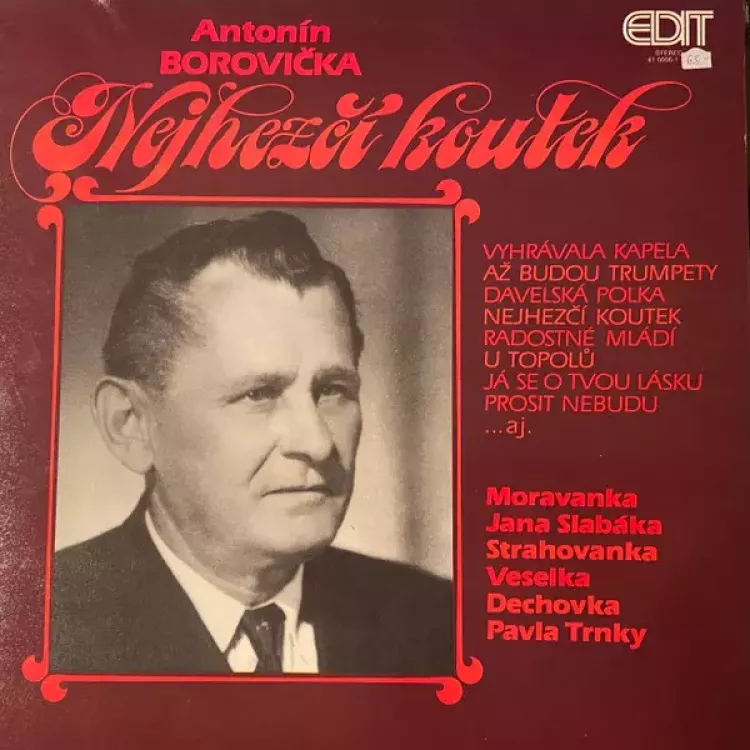 Antonín
BOROVIČKA
Nejhezčí koutek
EDIT
STEREO
VYHRÁVALA KAPELA
AŽ BUDOU TRUMPETY
DAVELSKÁ POLKA
NEJHEZČÍ KOUTEK
RADOSTNÉ MLÁDÍ
U TOPOLŮ
JÁ SE O TVOU LÁSKU
PROSIT NEBUDU
...aj.
Moravanka
Jana Slabáka
Strahovanka
Veselka
Dechovka
Pavla Trnky